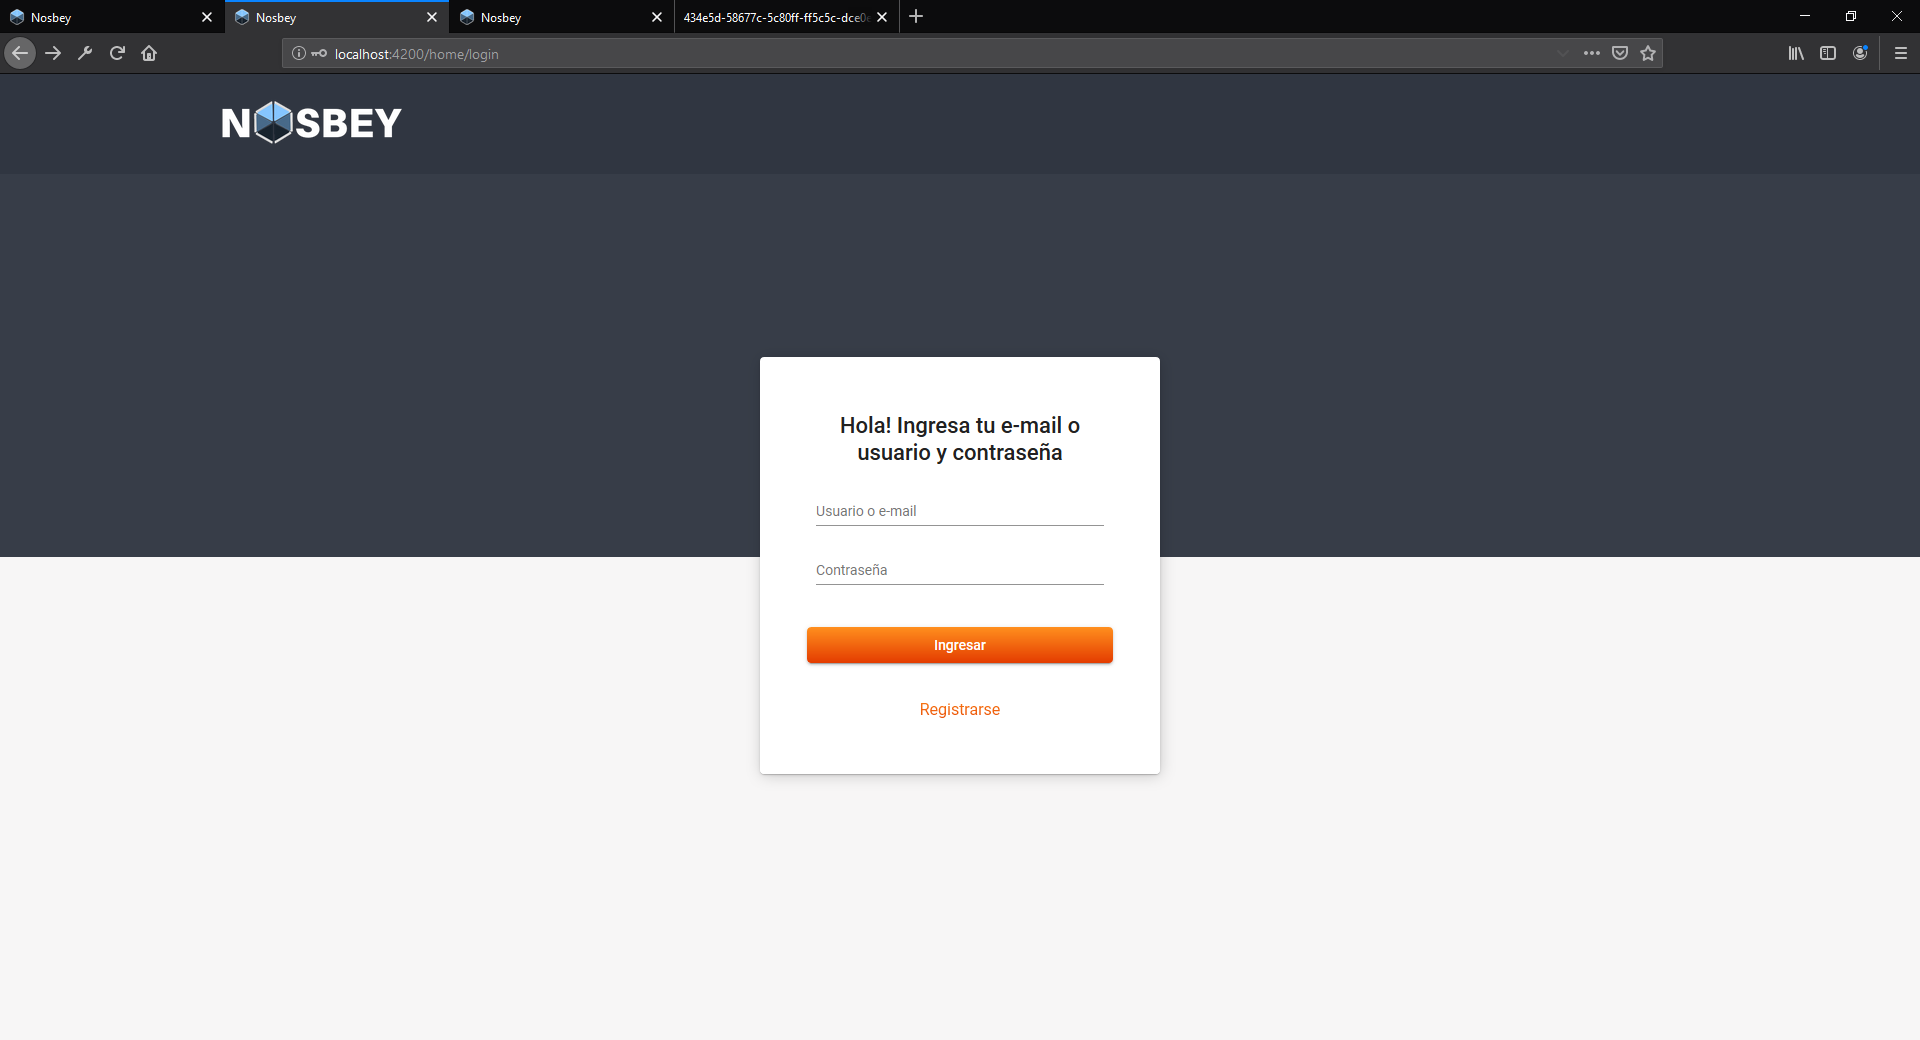 Nosbey
Nosbey
Nosbey
434e5d-58677c-5c80ff-ff5c5c-dce0
localhost:4200/home/login
NOSBEY
Hola! Ingresa tu e-mail o
usuario y contraseña
Usuario o e-mail
Contraseña
Ingresar
Registrarse